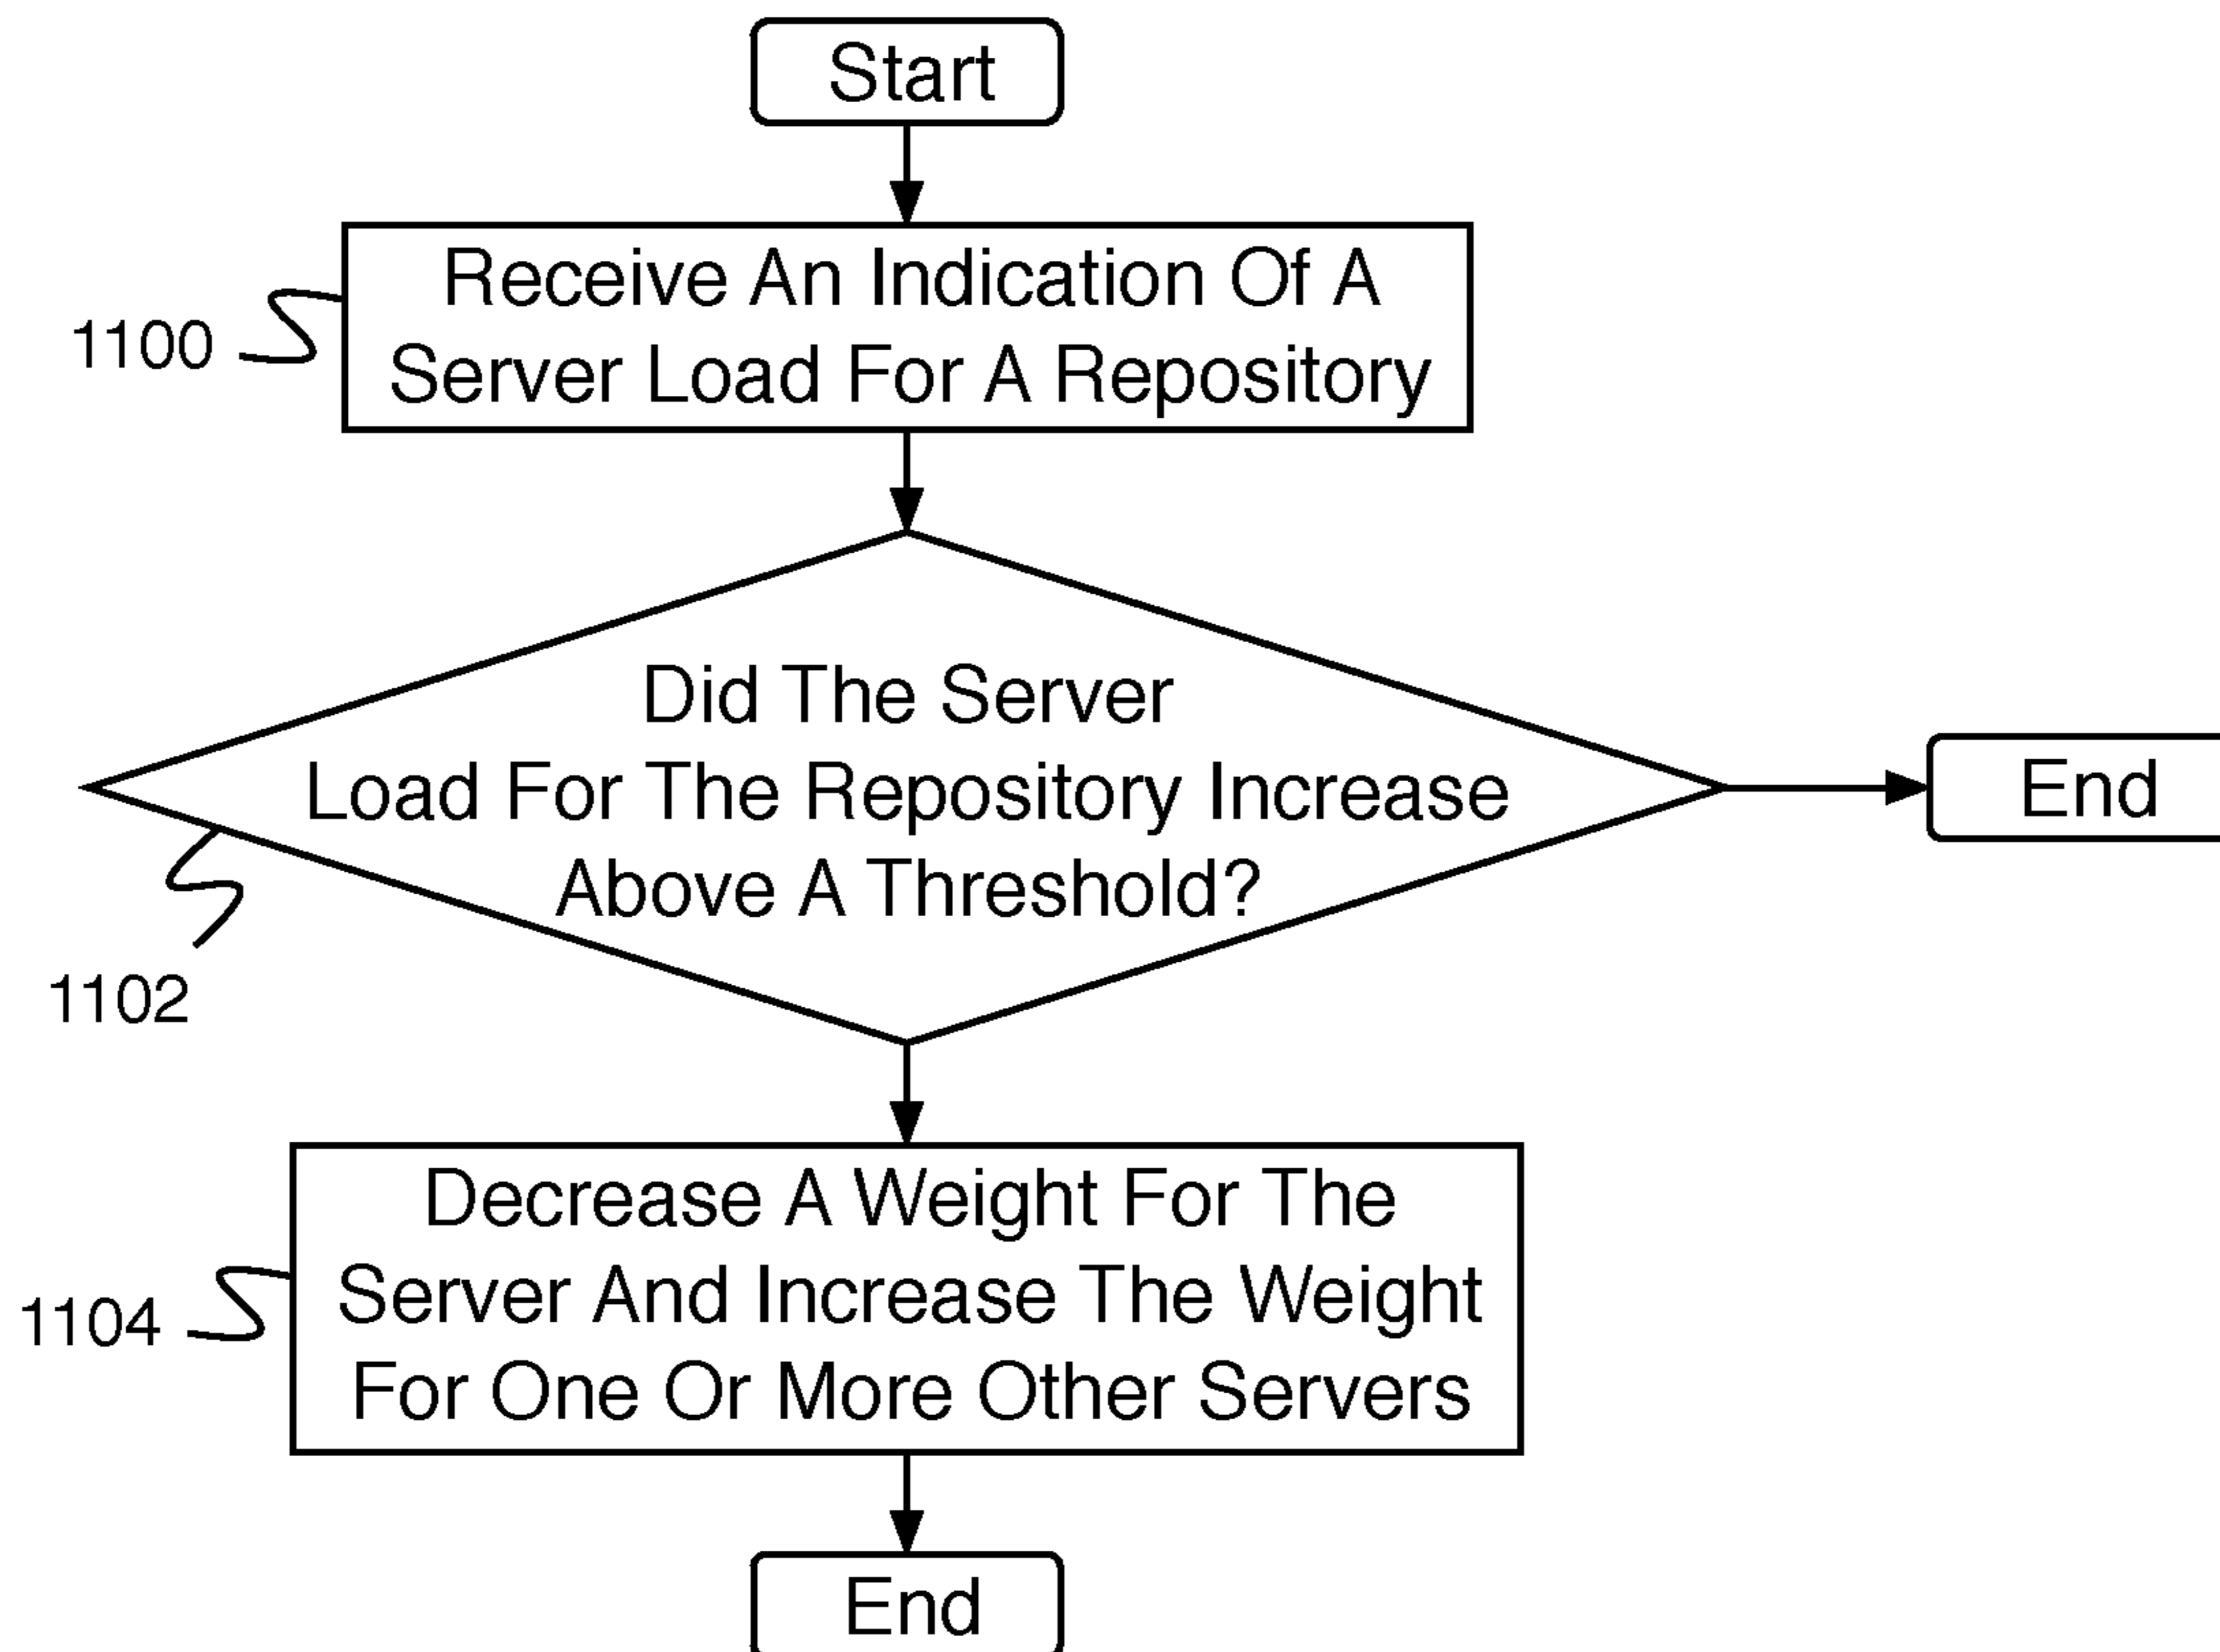 Start
Receive An Indication Of A
Server Load For A Repository
1100
Did The Server
Load For The Repository Increase
Above A Threshold?
End
1102
Decrease A Weight For The
Server And Increase The Weight
For One Or More Other Servers
1104
End